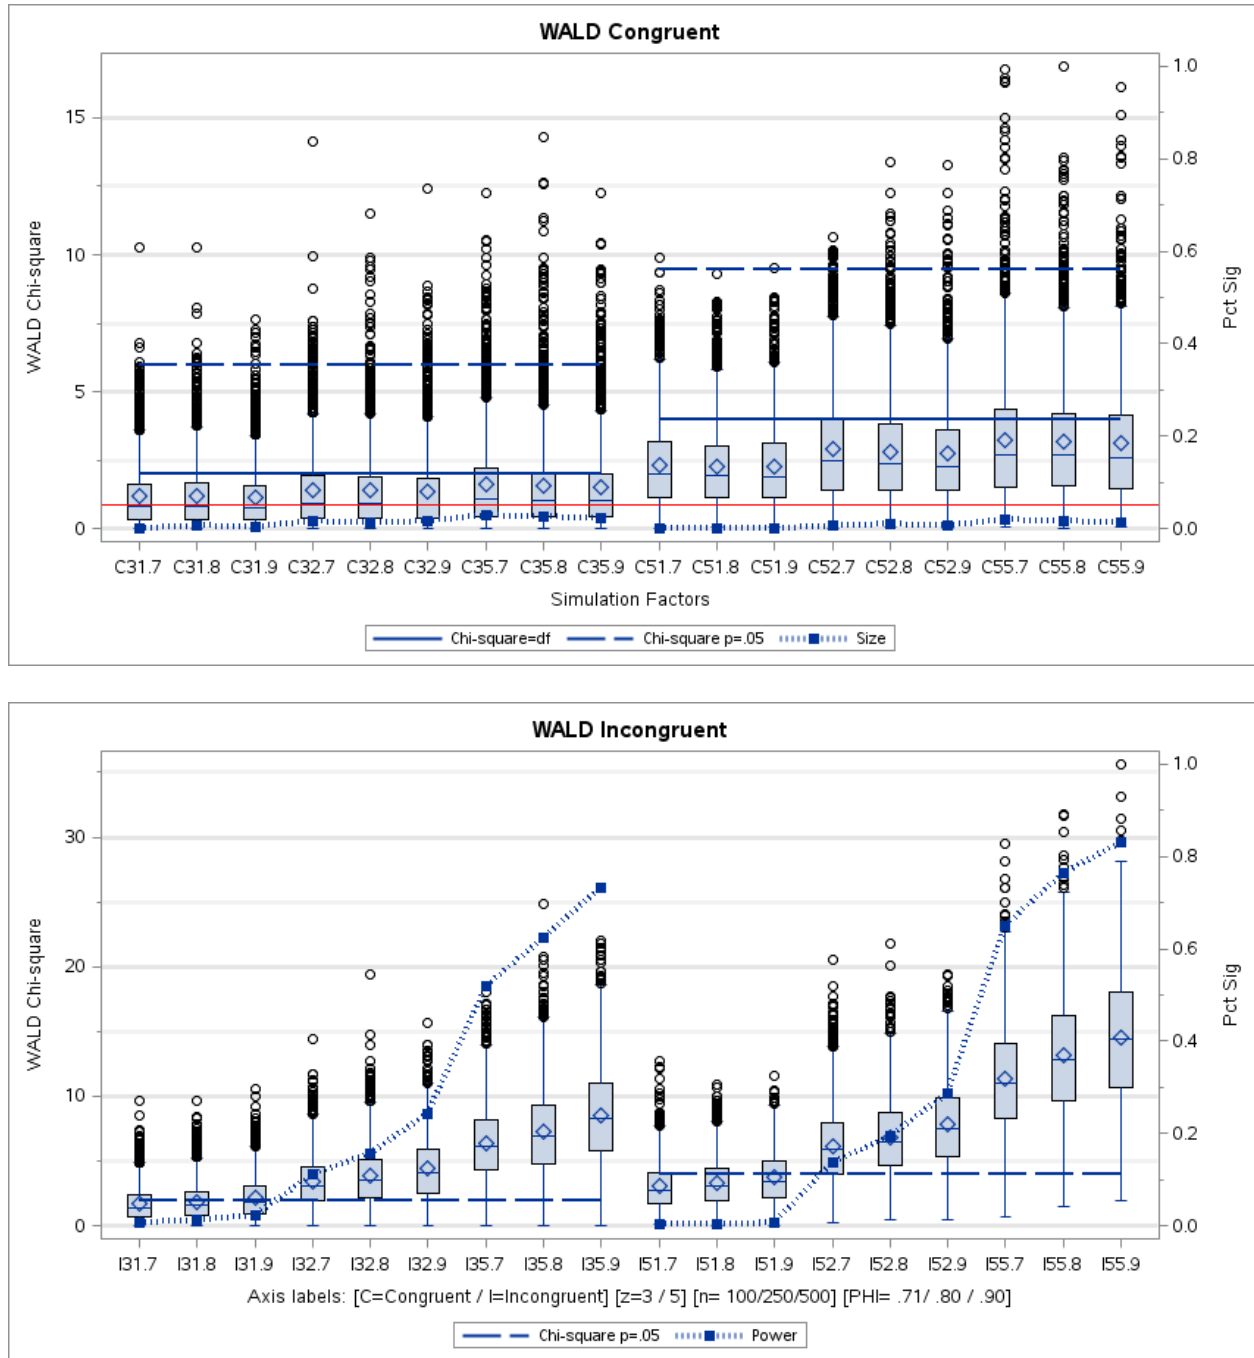 WALD Congruent
WALD Chi-square
15
10
5
0
1.0
0.8
0.6
0.4
0.2
0.0
Pct Sig
C31.7 C31.8 C31.9 C32.7 C32.8 C32.9 C35.7 C35.8 C35.9 C51.7 C51.8 C51.9 C52.7 C52.8 C52.9 C55.7 C55.8 C55.9
Simulation Factors
Chi-square=df Chi-square p=.05 Size
WALD Incongruent
WALD Chi-square
30
20
10
0
1.0
0.8
0.6
0.4
0.2
0.0
Pct Sig
I31.7 I31.8 I31.9 I32.7 I32.8 I32.9 I35.7 I35.8 I35.9 I51.7 I51.8 I51.9 I52.7 I52.8 I52.9 I55.7 I55.8 I55.9
Axis labels: [C=Congruent / I=Incongruent] [z=3 / 5] [n= 100/250/500] [PHI= .71/ .80 / .90]
Chi-square p=.05 Power